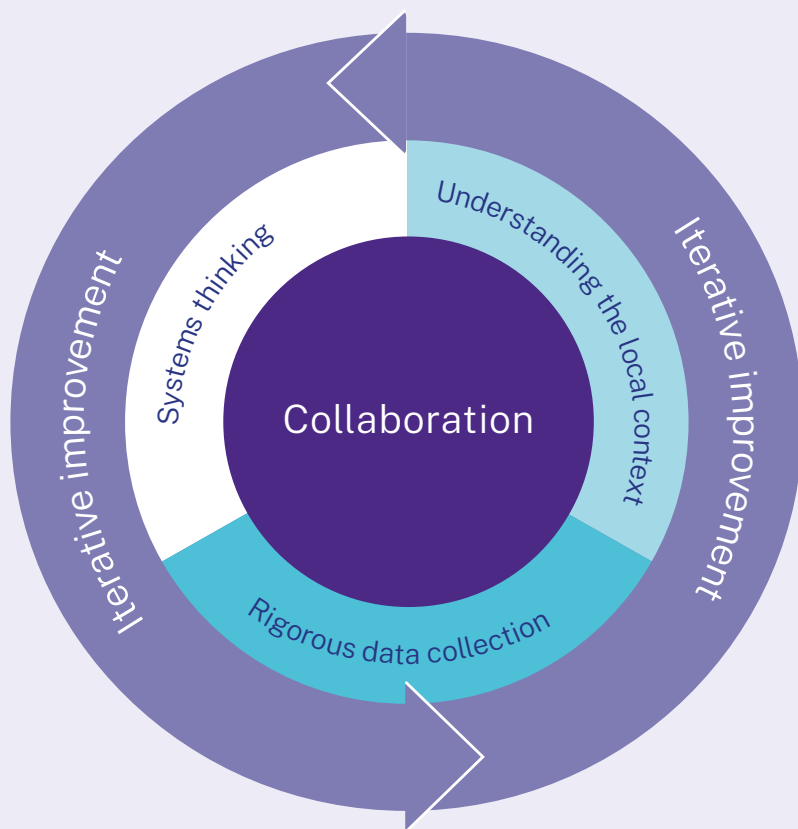 Iterative improvement
Systems thinking
Understanding the local context
Collaboration
Rigorous data collection
Iterative improvement